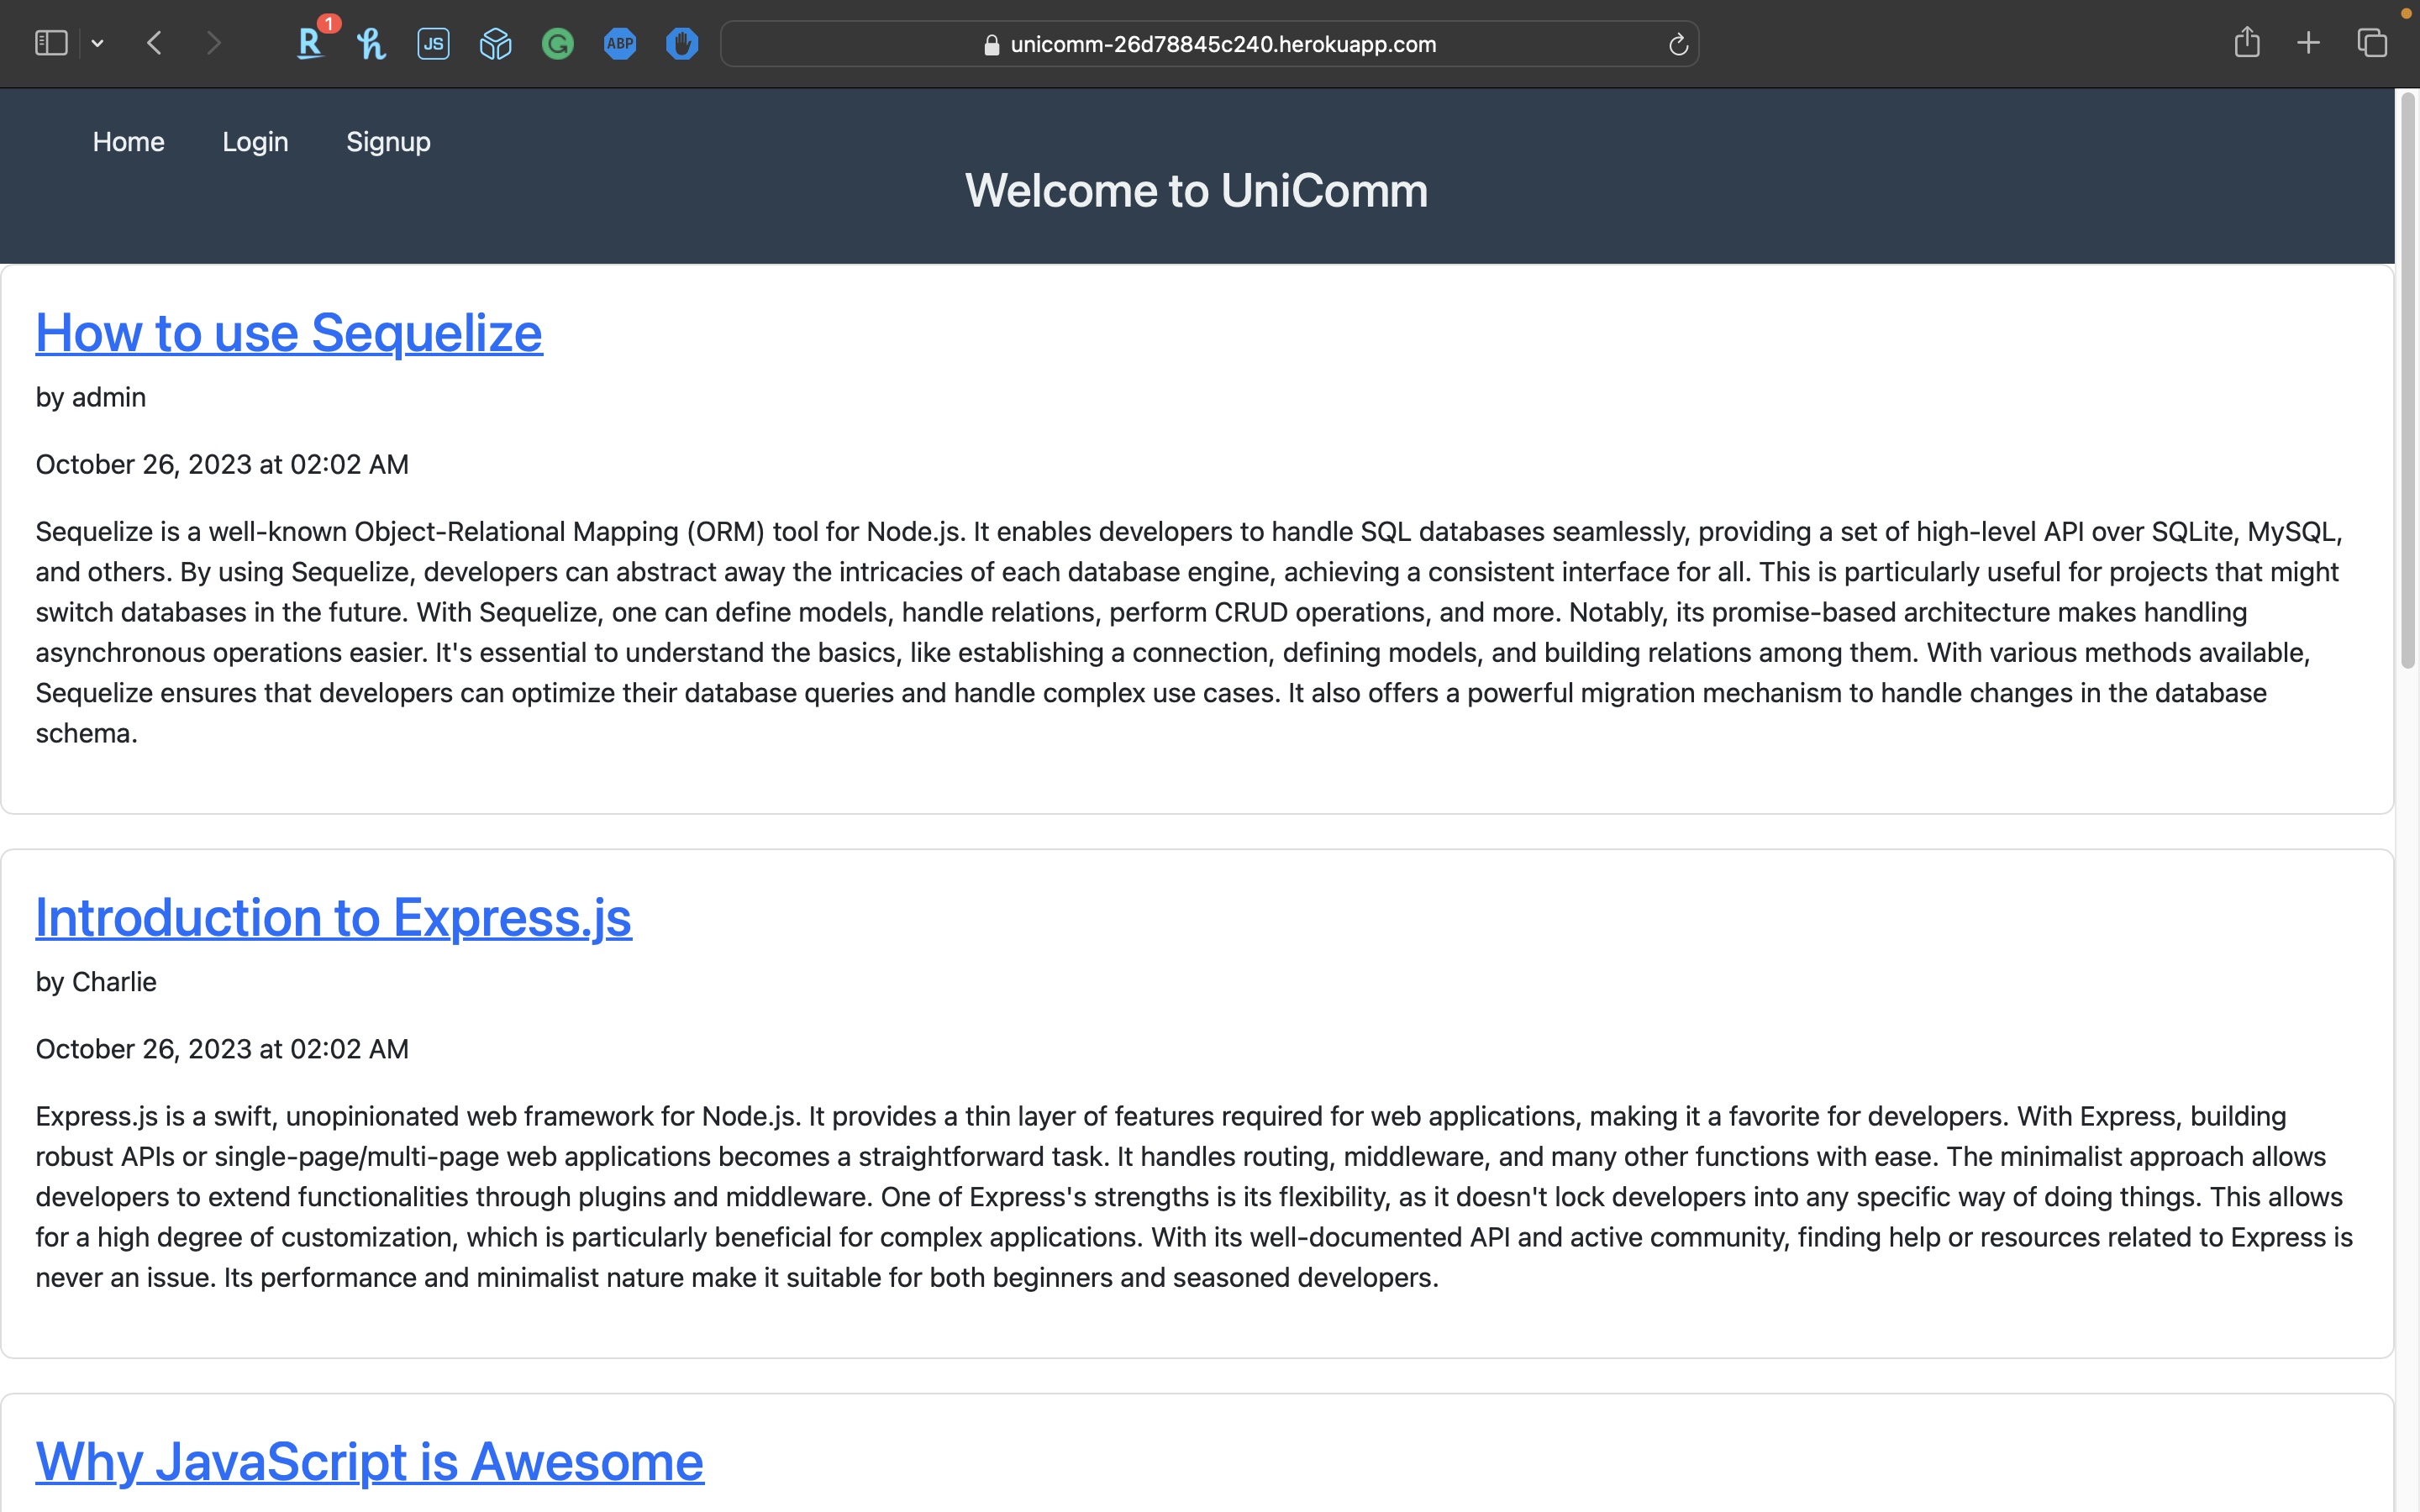 R 1 h JS G ABP unicomm-26d78845c240.herokuapp.com
Home Login Signup
Welcome to UniComm
How to use Sequelize
by admin
October 26, 2023 at 02:02 AM
Sequelize is a well-known Object-Relational Mapping (ORM) tool for Node.js. It enables developers to handle SQL databases seamlessly, providing a set of high-level API over SQLite, MySQL,
and others. By using Sequelize, developers can abstract away the intricacies of each database engine, achieving a consistent interface for all. This is particularly useful for projects that might
switch databases in the future. With Sequelize, one can define models, handle relations, perform CRUD operations, and more. Notably, its promise-based architecture makes handling
asynchronous operations easier. It's essential to understand the basics, like establishing a connection, defining models, and building relations among them. With various methods available,
Sequelize ensures that developers can optimize their database queries and handle complex use cases. It also offers a powerful migration mechanism to handle changes in the database
schema.
Introduction to Express.js
by Charlie
October 26, 2023 at 02:02 AM
Express.js is a swift, unopinionated web framework for Node.js. It provides a thin layer of features required for web applications, making it a favorite for developers. With Express, building
robust APIs or single-page/multi-page web applications becomes a straightforward task. It handles routing, middleware, and many other functions with ease. The minimalist approach allows
developers to extend functionalities through plugins and middleware. One of Express's strengths is its flexibility, as it doesn't lock developers into any specific way of doing things. This allows
for a high degree of customization, which is particularly beneficial for complex applications. With its well-documented API and active community, finding help or resources related to Express is
never an issue. Its performance and minimalist nature make it suitable for both beginners and seasoned developers.
Why JavaScript is Awesome